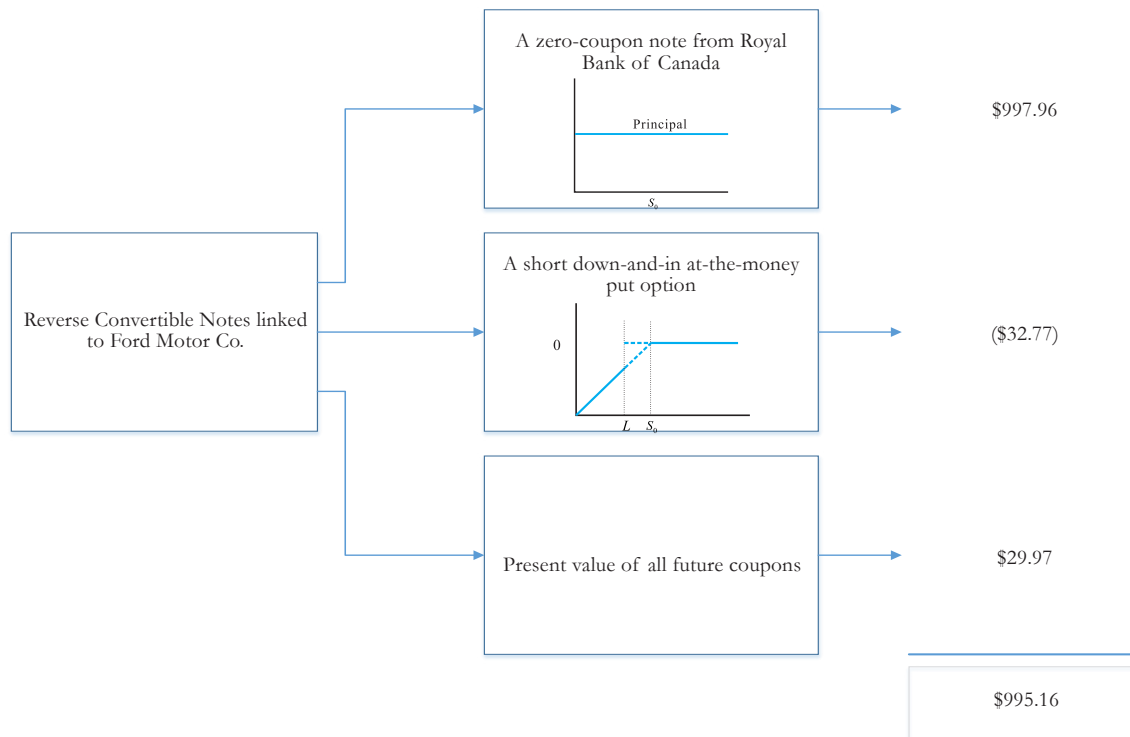 A zero-coupon note from Royal
Bank of Canada
Principal
S₀
$997.96
Reverse Convertible Notes linked
to Ford Motor Co.
A short down-and-in at-the-money
put option
0
L S₀
($32.77)
Present value of all future coupons
$29.97
$995.16